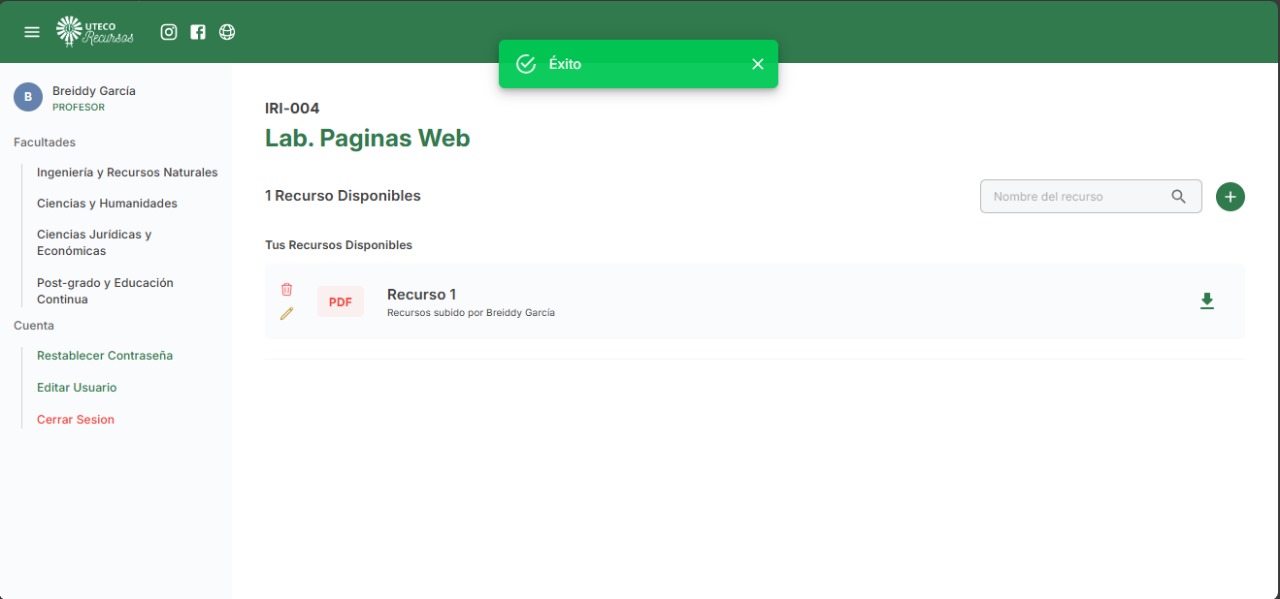 UTECO
Recursos
Éxito
B
Breiddy García
PROFESOR
Facultades
Ingeniería y Recursos Naturales
Ciencias y Humanidades
Ciencias Jurídicas y
Económicas
Post-grado y Educación
Continua
Cuenta
Restablecer Contraseña
Editar Usuario
Cerrar Sesion
IRI-004
Lab. Paginas Web
1 Recurso Disponibles
Nombre del recurso
Tus Recursos Disponibles
PDF
Recurso 1
Recursos subido por Breiddy García